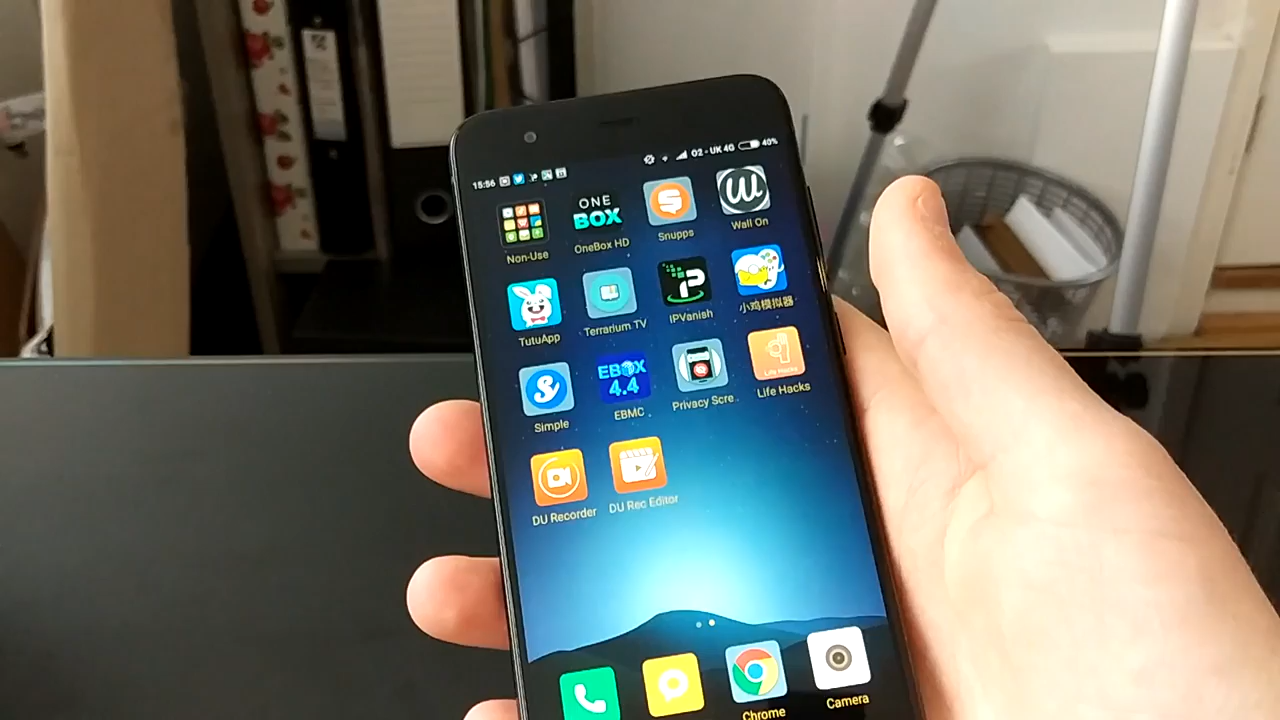 15:56
O2 - UK 4G 40%
Non-Use
ONE
BOX
OneBox HD
Snupps
Wall On
TutuApp
Terrarium TV
IPVanish
小鸡模拟器
Simple
EBOX
4.4
EBMC
Privacy Scre..
Life Hacks
Life Hacks
DU Recorder
DU Rec Editor
Chrome
Camera